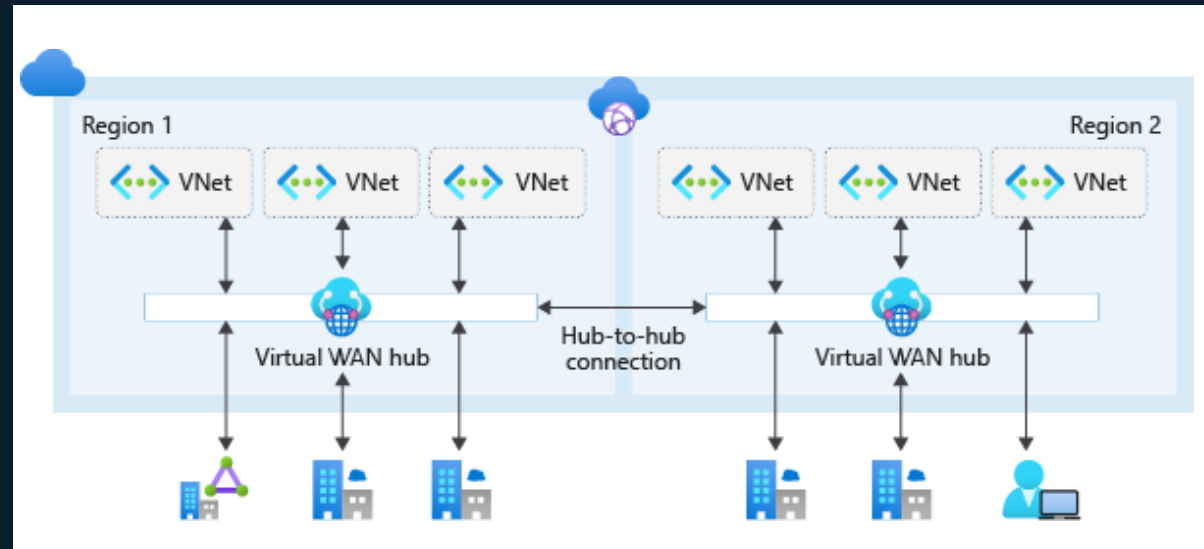 Region 1
Region 2
VNet
VNet
VNet
VNet
VNet
VNet
Hub-to-hub
connection
Virtual WAN hub
Virtual WAN hub